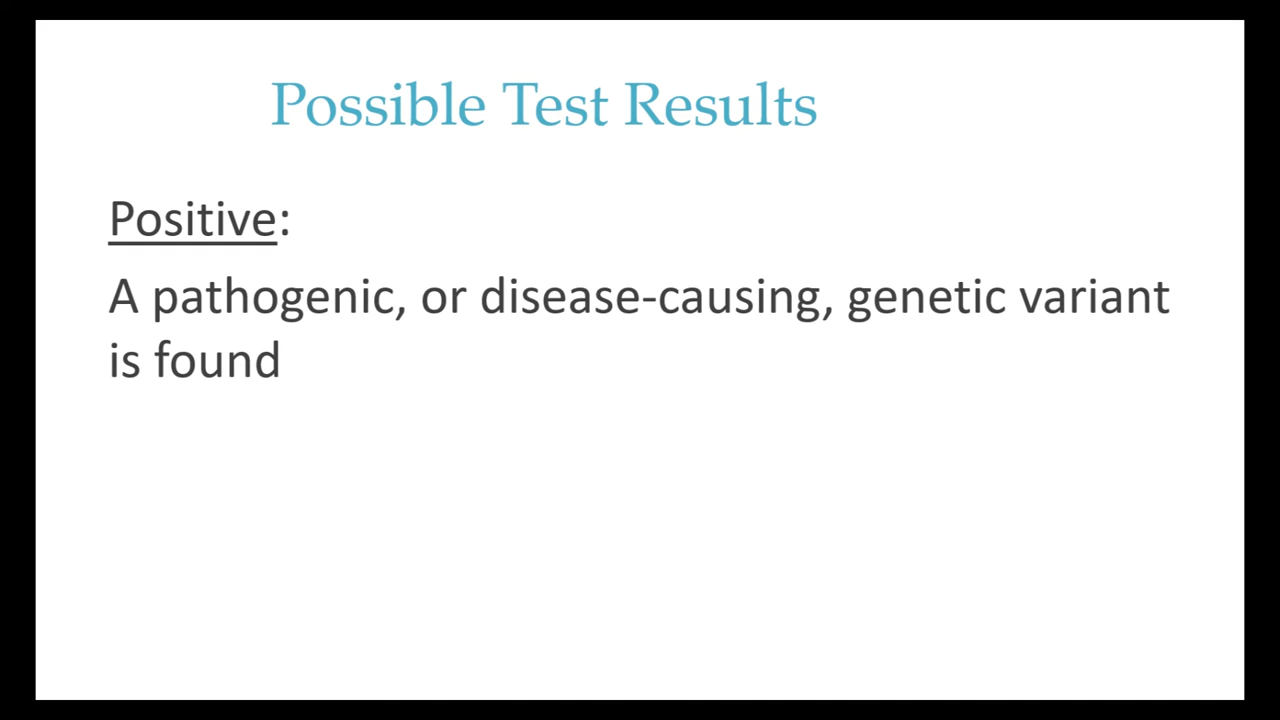 Possible Test Results
Positive:
A pathogenic, or disease-causing, genetic variant
is found